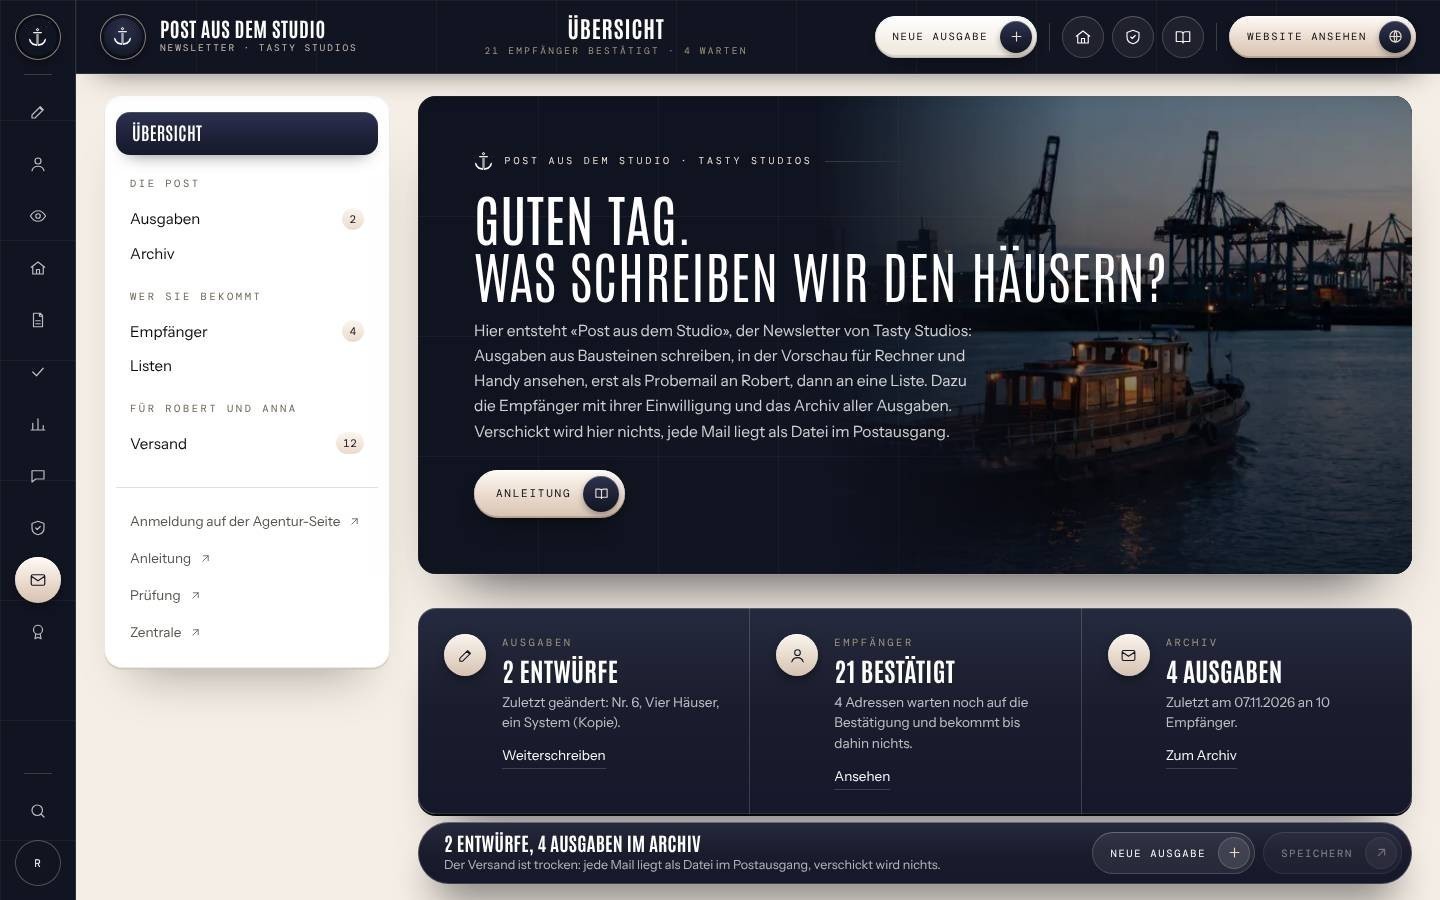 POST AUS DEM STUDIO
NEWSLETTER · TASTY STUDIOS
ÜBERSICHT
21 EMPFÄNGER BESTÄTIGT · 4 WARTEN
NEUE AUSGABE
WEBSITE ANSEHEN
ÜBERSICHT
DIE POST
Ausgaben 2
Archiv
WER SIE BEKOMMT
Empfänger 4
Listen
FÜR ROBERT UND ANNA
Versand 12
Anmeldung auf der Agentur-Seite
Anleitung
Prüfung
Zentrale
R
POST AUS DEM STUDIO · TASTY STUDIOS
GUTEN TAG.
WAS SCHREIBEN WIR DEN HÄUSERN?
Hier entsteht «Post aus dem Studio», der Newsletter von Tasty Studios:
Ausgaben aus Bausteinen schreiben, in der Vorschau für Rechner und
Handy ansehen, erst als Probemail an Robert, dann an eine Liste. Dazu
die Empfänger mit ihrer Einwilligung und das Archiv aller Ausgaben.
Verschickt wird hier nichts, jede Mail liegt als Datei im Postausgang.
ANLEITUNG
AUSGABEN
2 ENTWÜRFE
Zuletzt geändert: Nr. 6, Vier Häuser,
ein System (Kopie).
Weiterschreiben
EMPFÄNGER
21 BESTÄTIGT
4 Adressen warten noch auf die
Bestätigung und bekommt bis
dahin nichts.
Ansehen
ARCHIV
4 AUSGABEN
Zuletzt am 07.11.2026 an 10
Empfänger.
Zum Archiv
2 ENTWÜRFE, 4 AUSGABEN IM ARCHIV
Der Versand ist trocken: jede Mail liegt als Datei im Postausgang, verschickt wird nichts.
NEUE AUSGABE
SPEICHERN